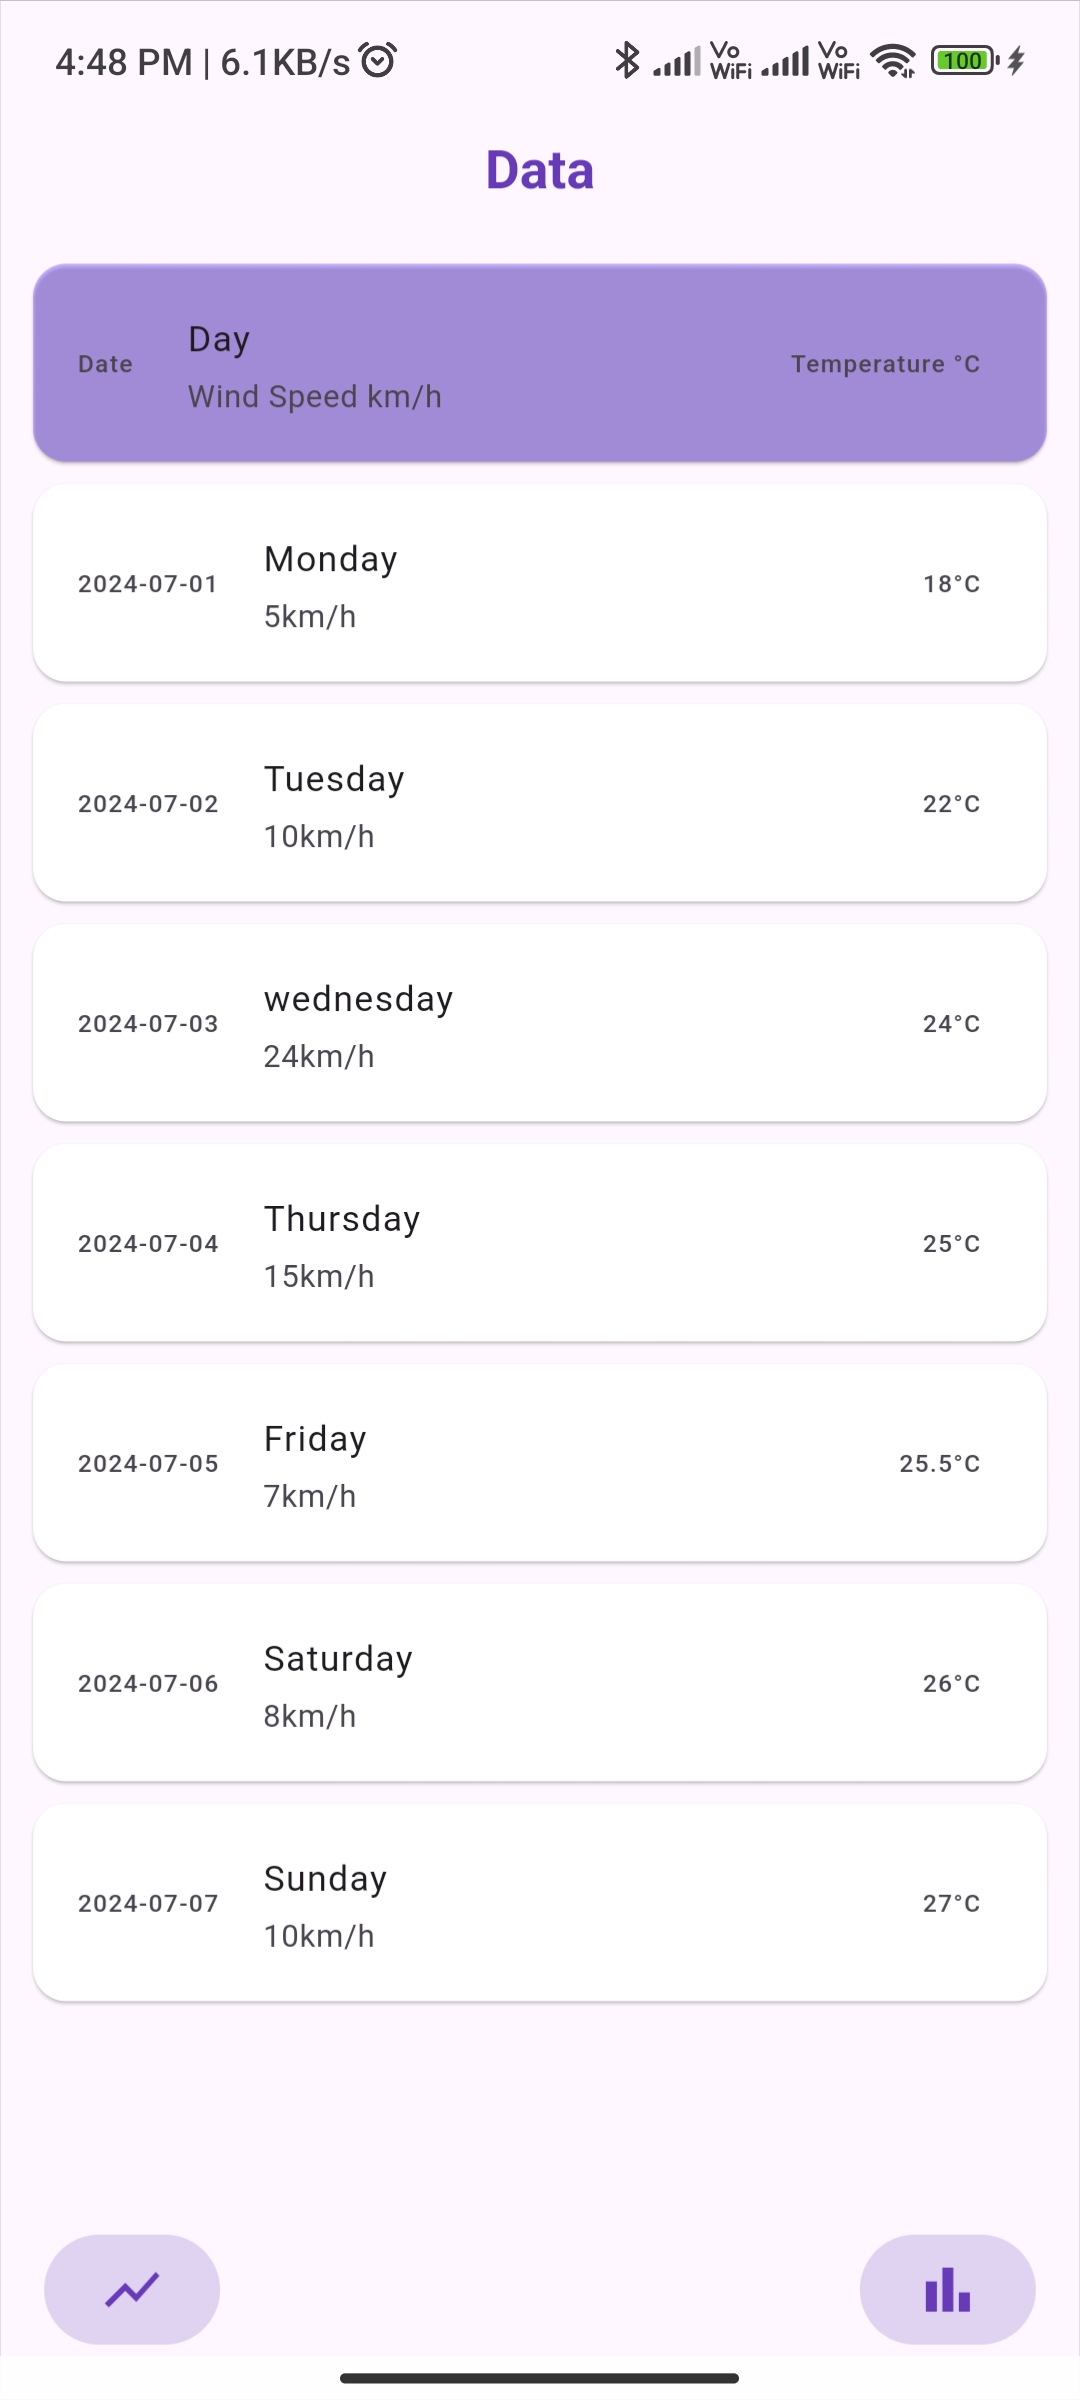 4:48 PM | 6.1KB/s Vo WiFi Vo WiFi 100
Data
Date
Day
Wind Speed km/h
Temperature °C
2024-07-01
Monday
5km/h
18°C
2024-07-02
Tuesday
10km/h
22°C
2024-07-03
wednesday
24km/h
24°C
2024-07-04
Thursday
15km/h
25°C
2024-07-05
Friday
7km/h
25.5°C
2024-07-06
Saturday
8km/h
26°C
2024-07-07
Sunday
10km/h
27°C